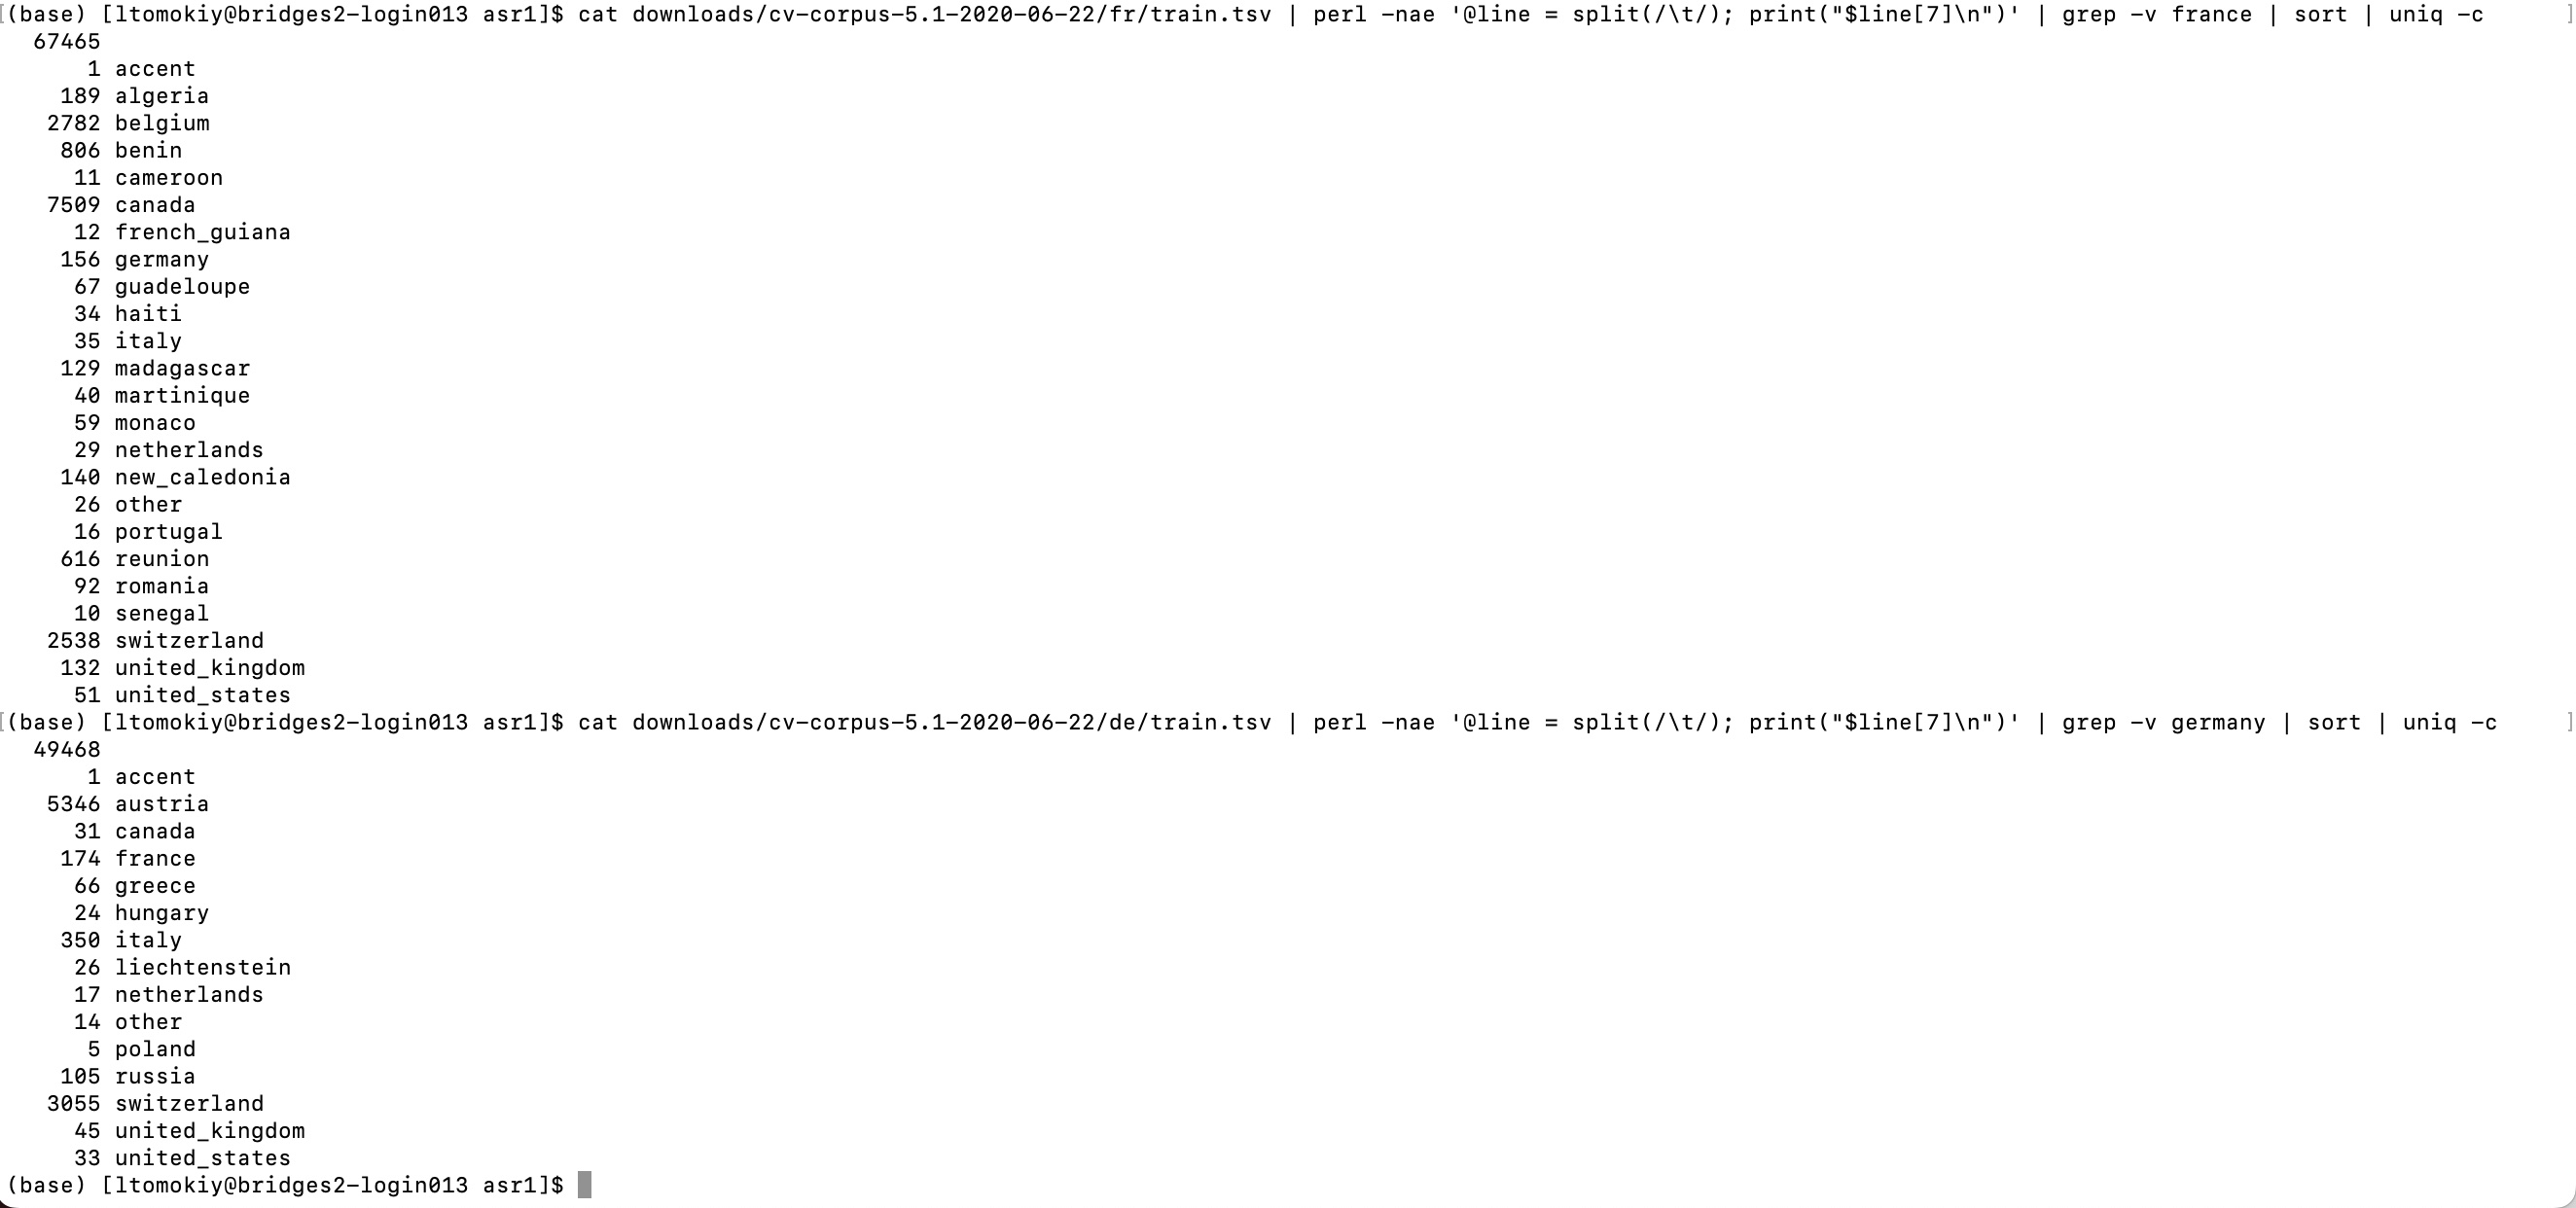 [(base) [ltomokiy@bridges2-login013 asr1]$ cat downloads/cv-corpus-5.1-2020-06-22/fr/train.tsv | perl -nae '@line = split(/\t/); print("$line[7]\n")' | grep -v france | sort | uniq -c ]
67465
1 accent
189 algeria
2782 belgium
806 benin
11 cameroon
7509 canada
12 french_guiana
156 germany
67 guadeloupe
34 haiti
35 italy
129 madagascar
40 martinique
59 monaco
29 netherlands
140 new_caledonia
26 other
16 portugal
616 reunion
92 romania
10 senegal
2538 switzerland
132 united_kingdom
51 united_states
[(base) [ltomokiy@bridges2-login013 asr1]$ cat downloads/cv-corpus-5.1-2020-06-22/de/train.tsv | perl -nae '@line = split(/\t/); print("$line[7]\n")' | grep -v germany | sort | uniq -c ]
49468
1 accent
5346 austria
31 canada
174 france
66 greece
24 hungary
350 italy
26 liechtenstein
17 netherlands
14 other
5 poland
105 russia
3055 switzerland
45 united_kingdom
33 united_states
(base) [ltomokiy@bridges2-login013 asr1]$